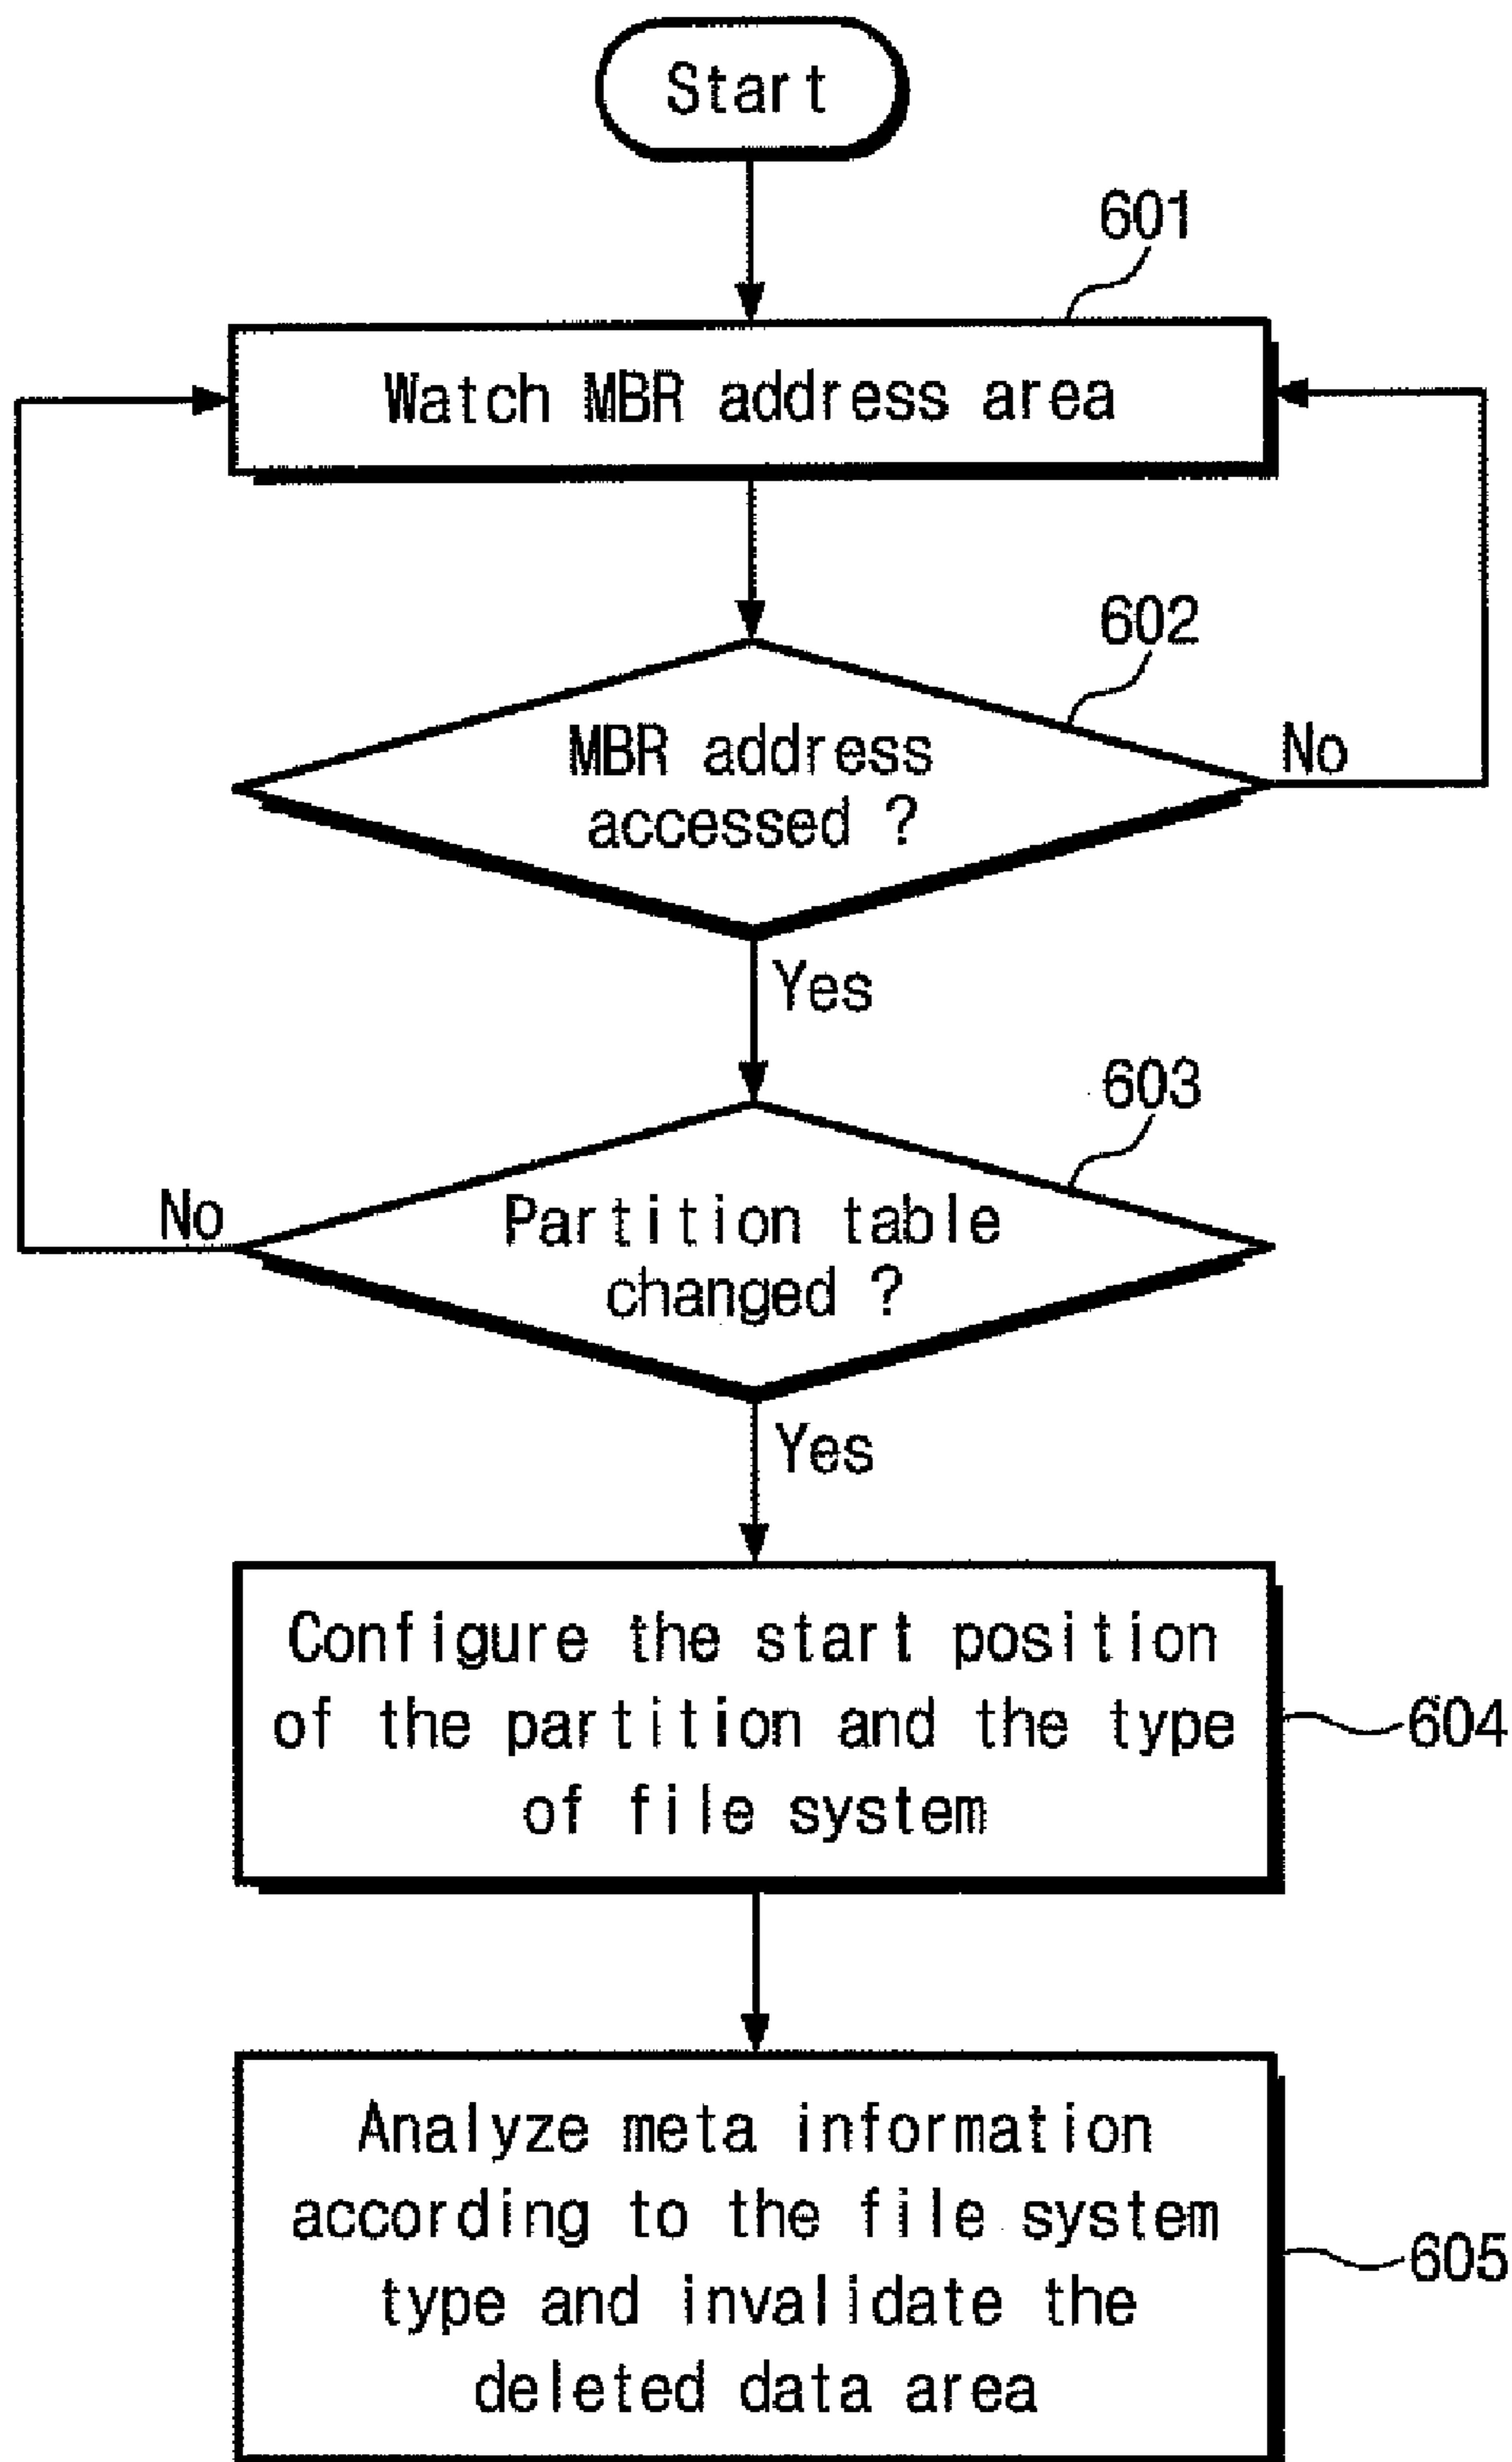 Start
601
Watch MBR address area
602
MBR address
accessed ?
No
Yes
603
Partition table
changed ?
No
Yes
Configure the start position
of the partition and the type
of file system
604
Analyze meta information
according to the file system
type and invalidate the
deleted data area
605